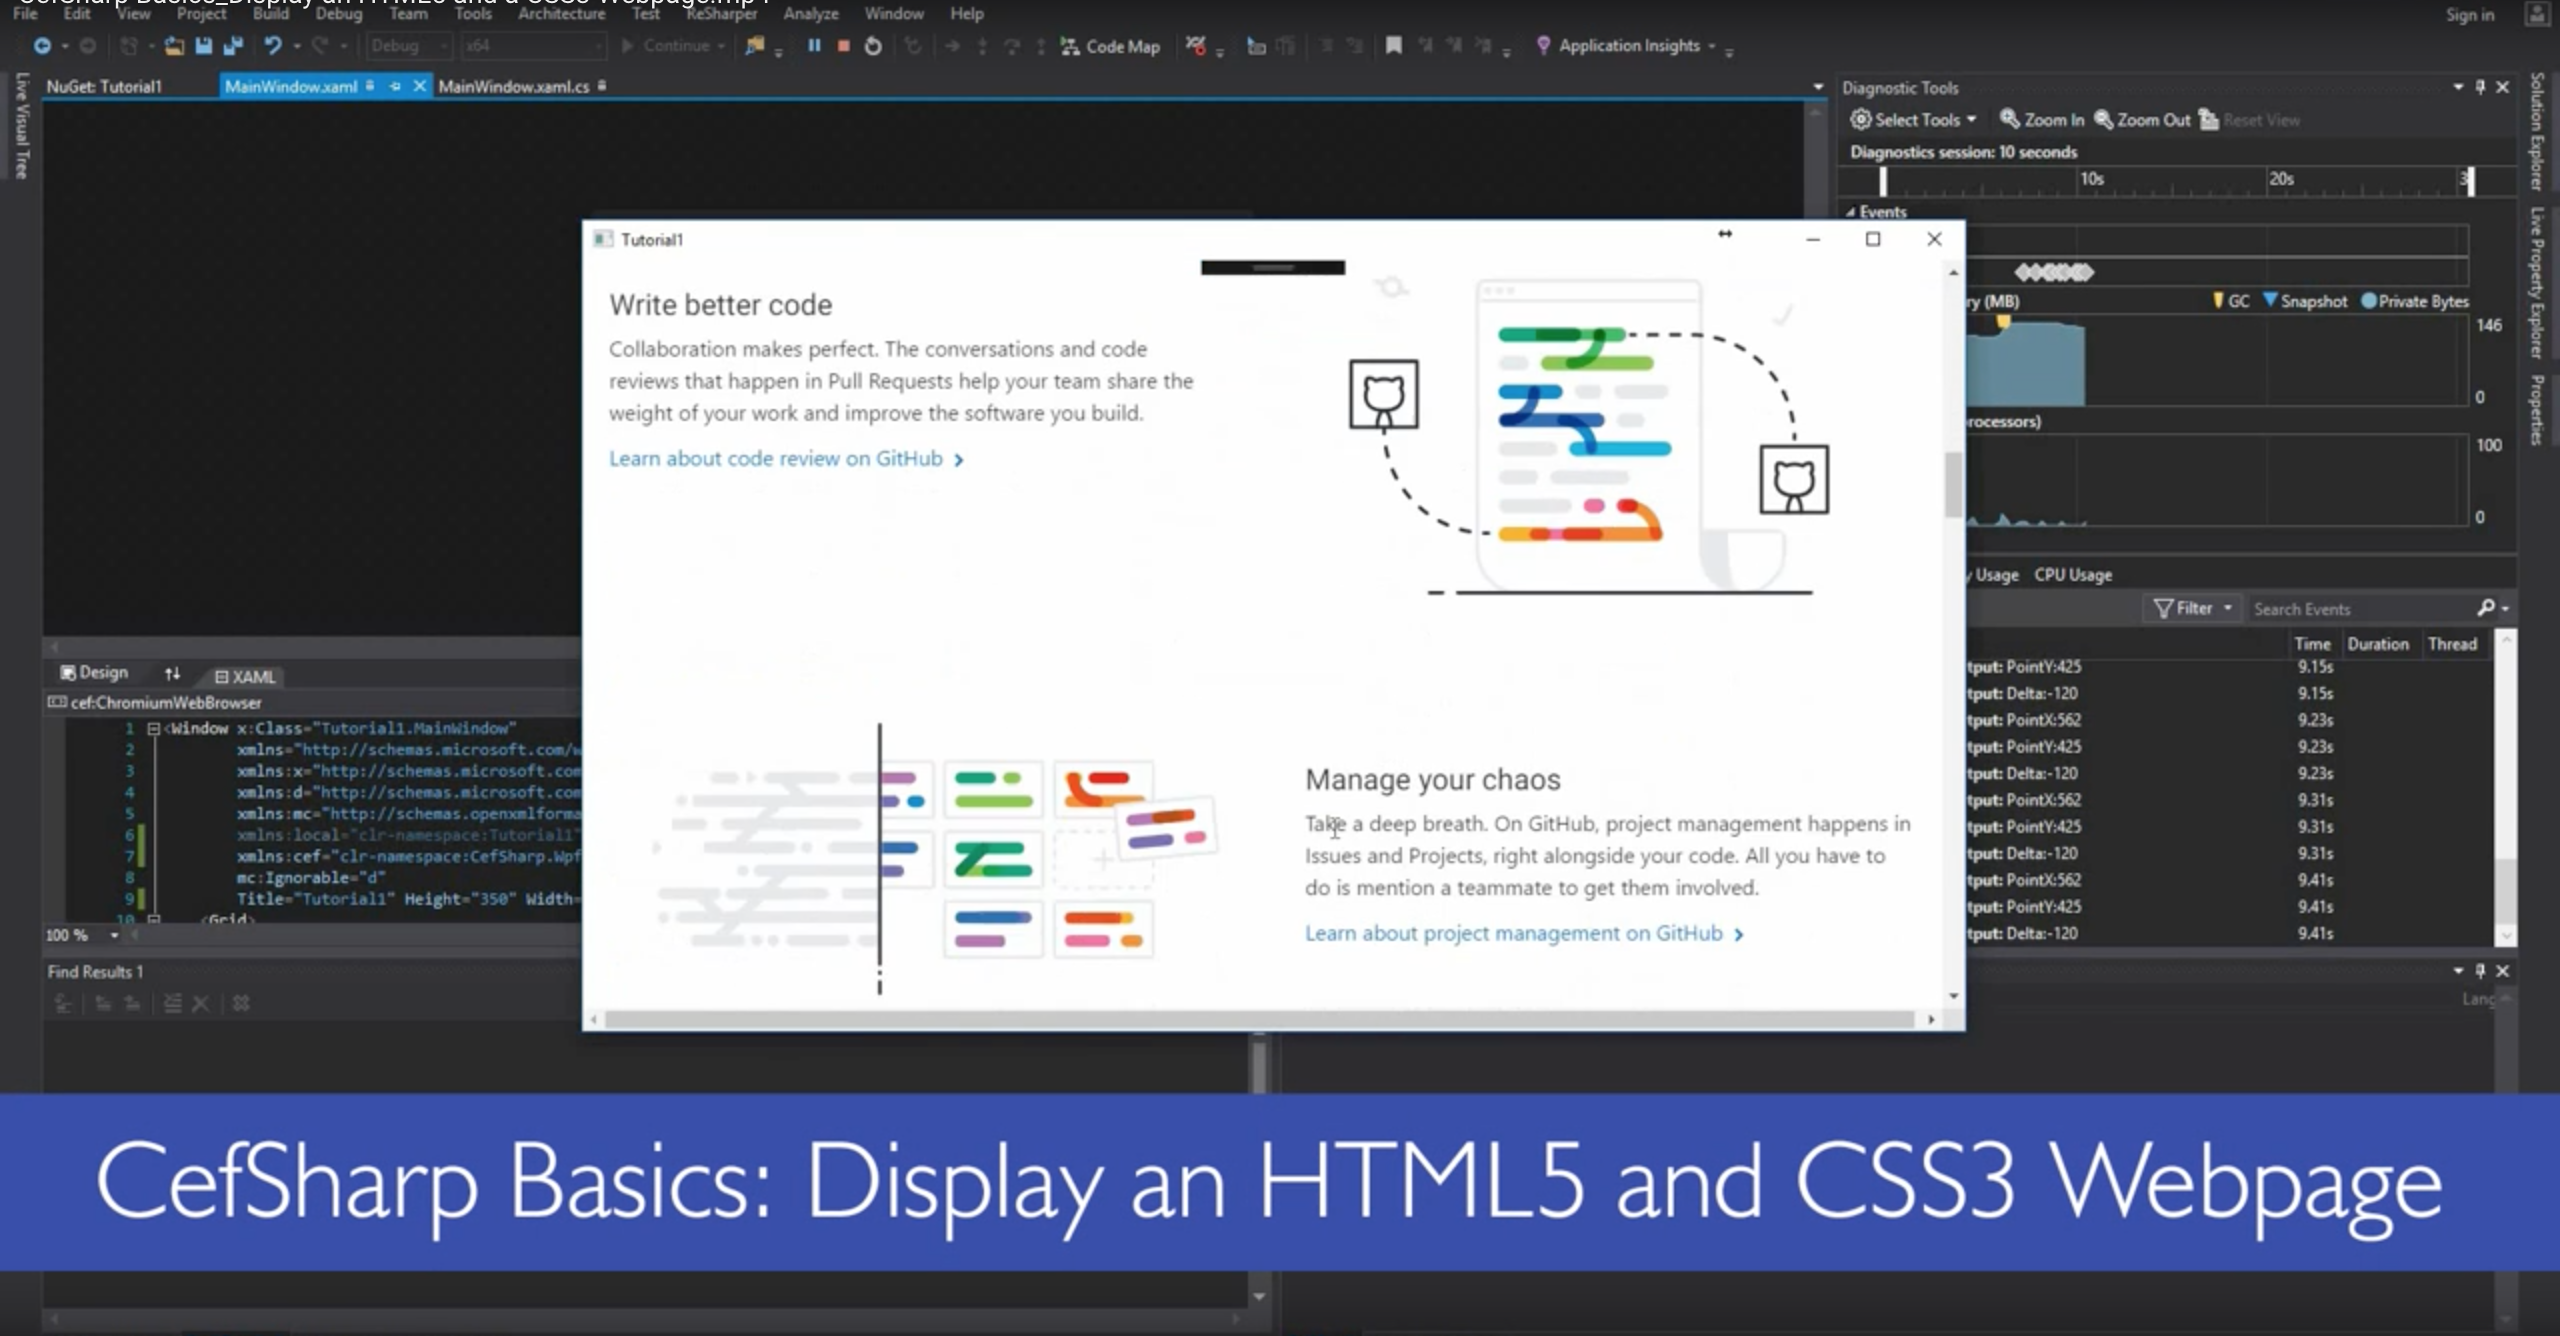 CefSharp Basics_Display an HTML5 and a CSS3 Webpage.mp4
File Edit View Project Build Debug Team Tools Architecture Test ReSharper Analyze Window Help Sign in
Debug x64 Continue Code Map Application Insights
Live Visual Tree
NuGet: Tutorial1 MainWindow.xaml MainWindow.xaml.cs
Diagnostic Tools
Select Tools Zoom In Zoom Out Reset View
Diagnostics session: 10 seconds
10s 20s 3
Events
ry (MB) GC Snapshot Private Bytes
146
0
rocessors)
100
0
y Usage CPU Usage
Filter Search Events
Time Duration Thread
tput: PointY:425 9.15s
tput: Delta:-120 9.15s
tput: PointX:562 9.23s
tput: PointY:425 9.23s
tput: Delta:-120 9.23s
tput: PointX:562 9.31s
tput: PointY:425 9.31s
tput: Delta:-120 9.31s
tput: PointX:562 9.41s
tput: PointY:425 9.41s
tput: Delta:-120 9.41s
Lang
Solution Explorer
Live Property Explorer
Properties
Tutorial1
Write better code
Collaboration makes perfect. The conversations and code
reviews that happen in Pull Requests help your team share the
weight of your work and improve the software you build.
Learn about code review on GitHub
Manage your chaos
Take a deep breath. On GitHub, project management happens in
Issues and Projects, right alongside your code. All you have to
do is mention a teammate to get them involved.
Learn about project management on GitHub
Design XAML
cef:ChromiumWebBrowser
1 <Window x:Class="Tutorial1.MainWindow"
2 xmlns="http://schemas.microsoft.com/w
3 xmlns:x="http://schemas.microsoft.com
4 xmlns:d="http://schemas.microsoft.com
5 xmlns:mc="http://schemas.openxmlforma
6 xmlns:local="clr-namespace:Tutorial1"
7 xmlns:cef="clr-namespace:CefSharp.Wpf
8 mc:Ignorable="d"
9 Title="Tutorial1" Height="350" Width=
10 <Grid>
100 %
Find Results 1
CefSharp Basics: Display an HTML5 and CSS3 Webpage